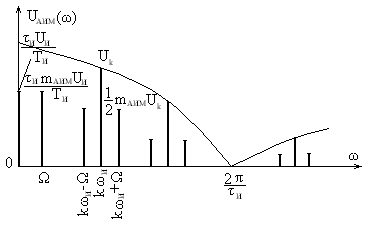 U_АИМ(ω)
τ_И U_И / T_И
U_k
τ_И m_АИМ U_И / T_И
1/2 m_АИМ U_k
0
Ω
kω_И-Ω
kω_И
kω_И+Ω
2π / τ_И
ω